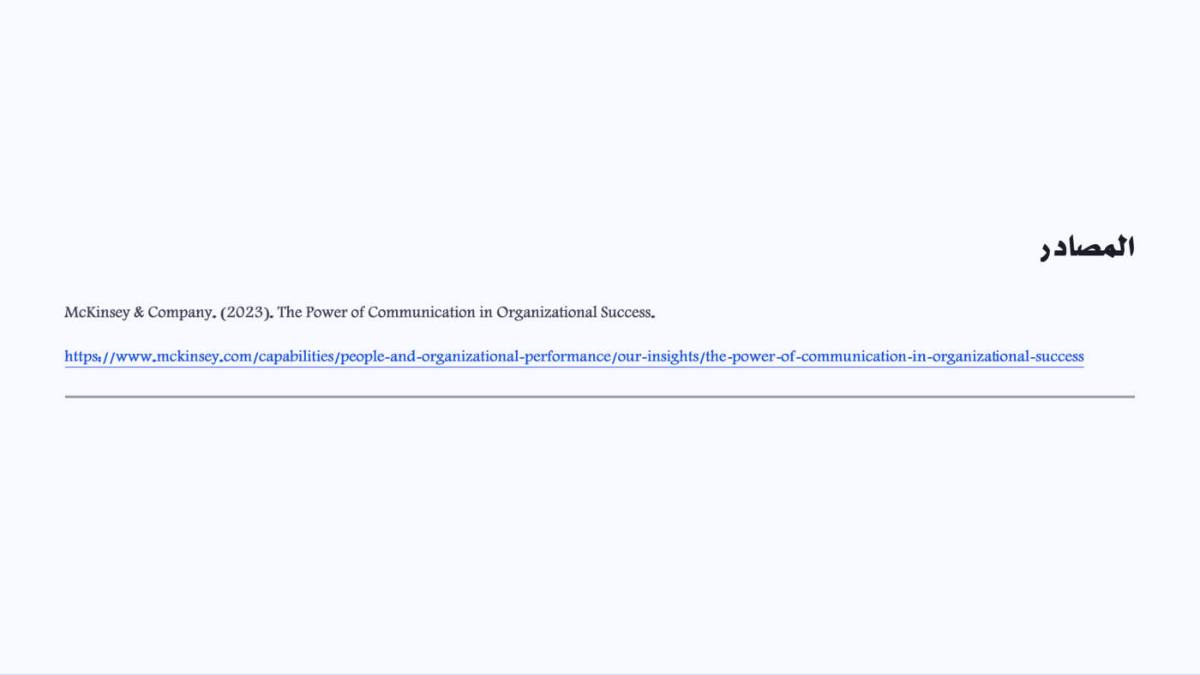 المصادر
McKinsey & Company. (2023). The Power of Communication in Organizational Success.
https://www.mckinsey.com/capabilities/people-and-organizational-performance/our-insights/the-power-of-communication-in-organizational-success